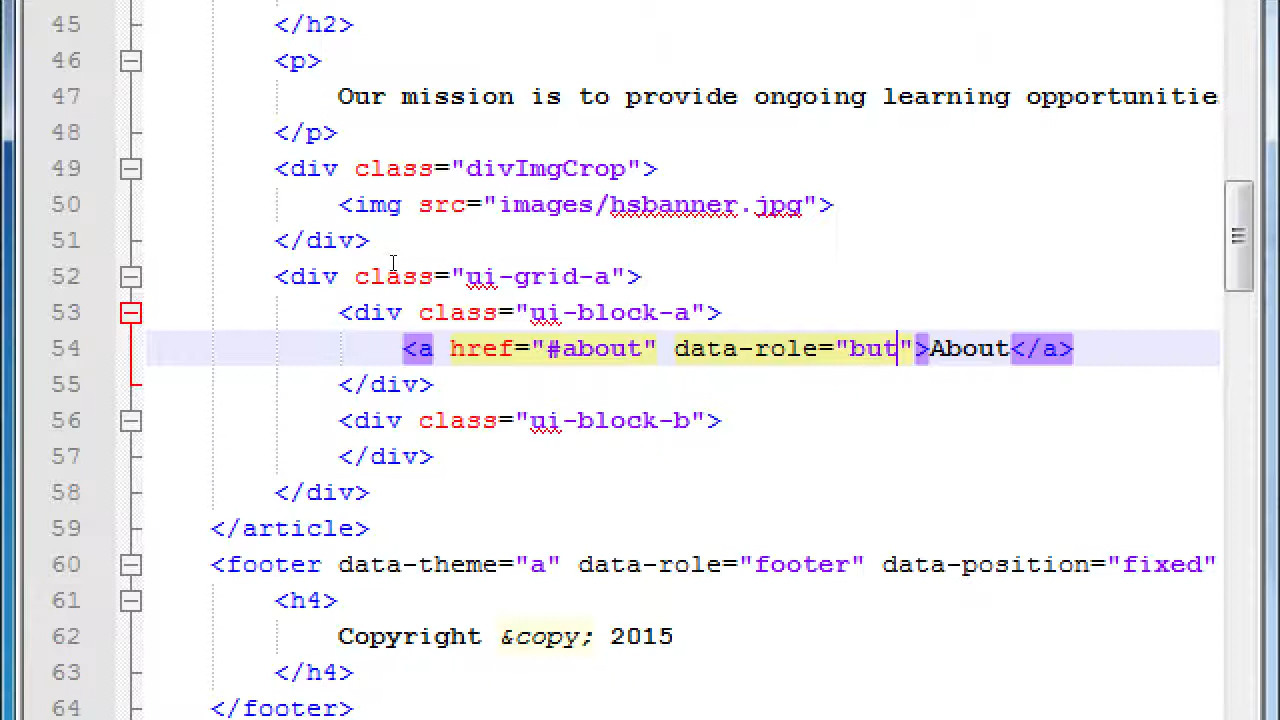 45 </h2>
46 <p>
47 Our mission is to provide ongoing learning opportunitie
48 </p>
49 <div class="divImgCrop">
50 <img src="images/hsbanner.jpg">
51 </div>
52 <div class="ui-grid-a">
53 <div class="ui-block-a">
54 <a href="#about" data-role="but">About</a>
55 </div>
56 <div class="ui-block-b">
57 </div>
58 </div>
59 </article>
60 <footer data-theme="a" data-role="footer" data-position="fixed"
61 <h4>
62 Copyright &copy; 2015
63 </h4>
64 </footer>